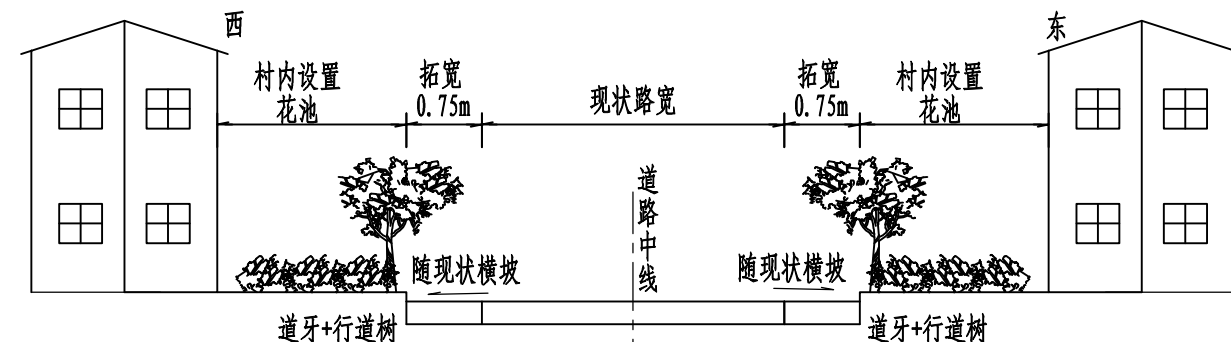 西
东
村内设置
花池
拓宽
0.75m
现状路宽
拓宽
0.75m
村内设置
花池
道路中线
随现状横坡
随现状横坡
道牙+行道树
道牙+行道树